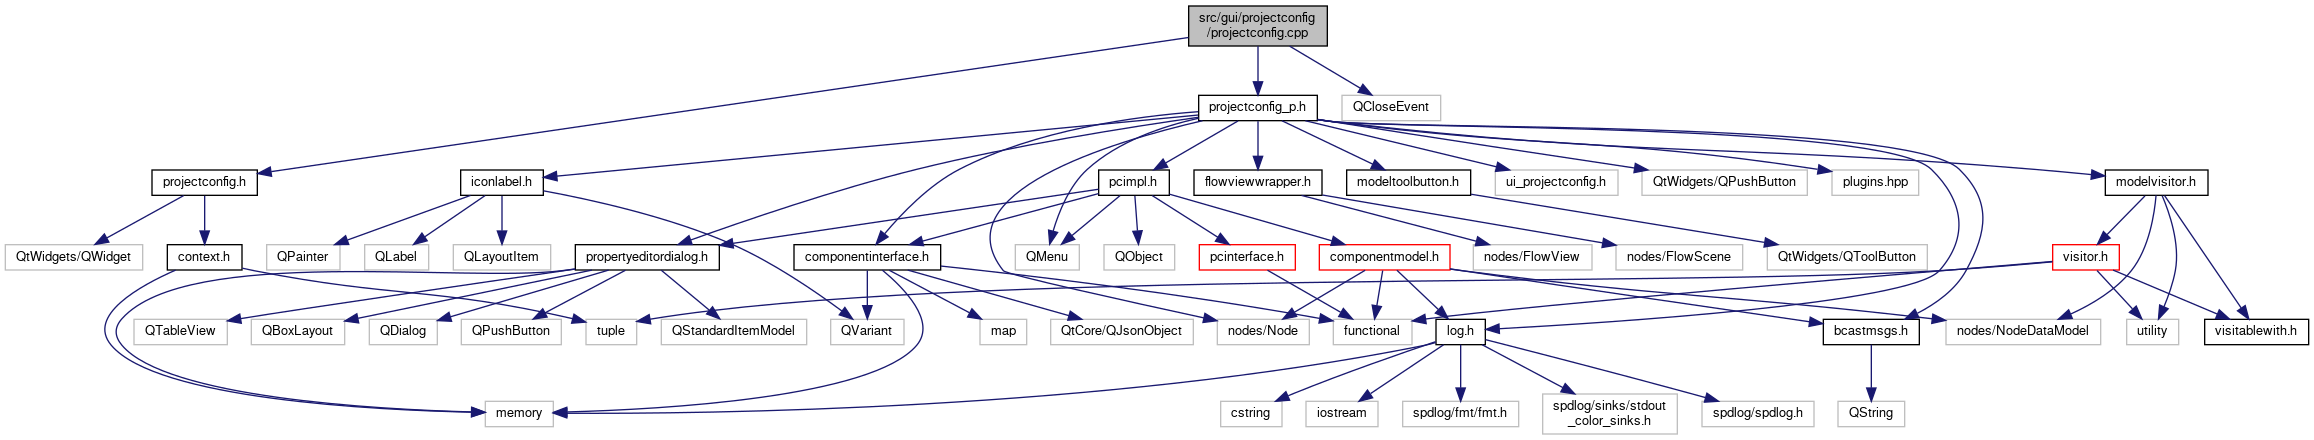 src/gui/projectconfig
/projectconfig.cpp
projectconfig_p.h
QCloseEvent
projectconfig.h
iconlabel.h
pcimpl.h
flowviewwrapper.h
modeltoolbutton.h
ui_projectconfig.h
QtWidgets/QPushButton
plugins.hpp
modelvisitor.h
QtWidgets/QWidget
context.h
QPainter
QLabel
QLayoutItem
propertyeditordialog.h
componentinterface.h
QMenu
QObject
pcinterface.h
componentmodel.h
nodes/FlowView
nodes/FlowScene
QtWidgets/QToolButton
visitor.h
QTableView
QBoxLayout
QDialog
QPushButton
tuple
QStandardItemModel
QVariant
map
QtCore/QJsonObject
nodes/Node
functional
log.h
bcastmsgs.h
nodes/NodeDataModel
utility
visitablewith.h
memory
cstring
iostream
spdlog/fmt/fmt.h
spdlog/sinks/stdout
_color_sinks.h
spdlog/spdlog.h
QString